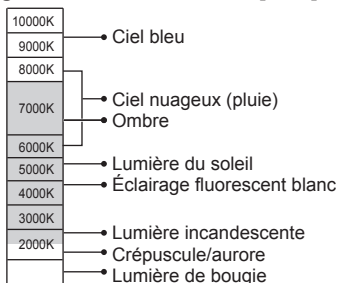 10000K
9000K
Ciel bleu
8000K
7000K
Ciel nuageux (pluie)
Ombre
6000K
5000K
Lumière du soleil
4000K
Éclairage fluorescent blanc
3000K
2000K
Lumière incandescente
Crépuscule/aurore
Lumière de bougie